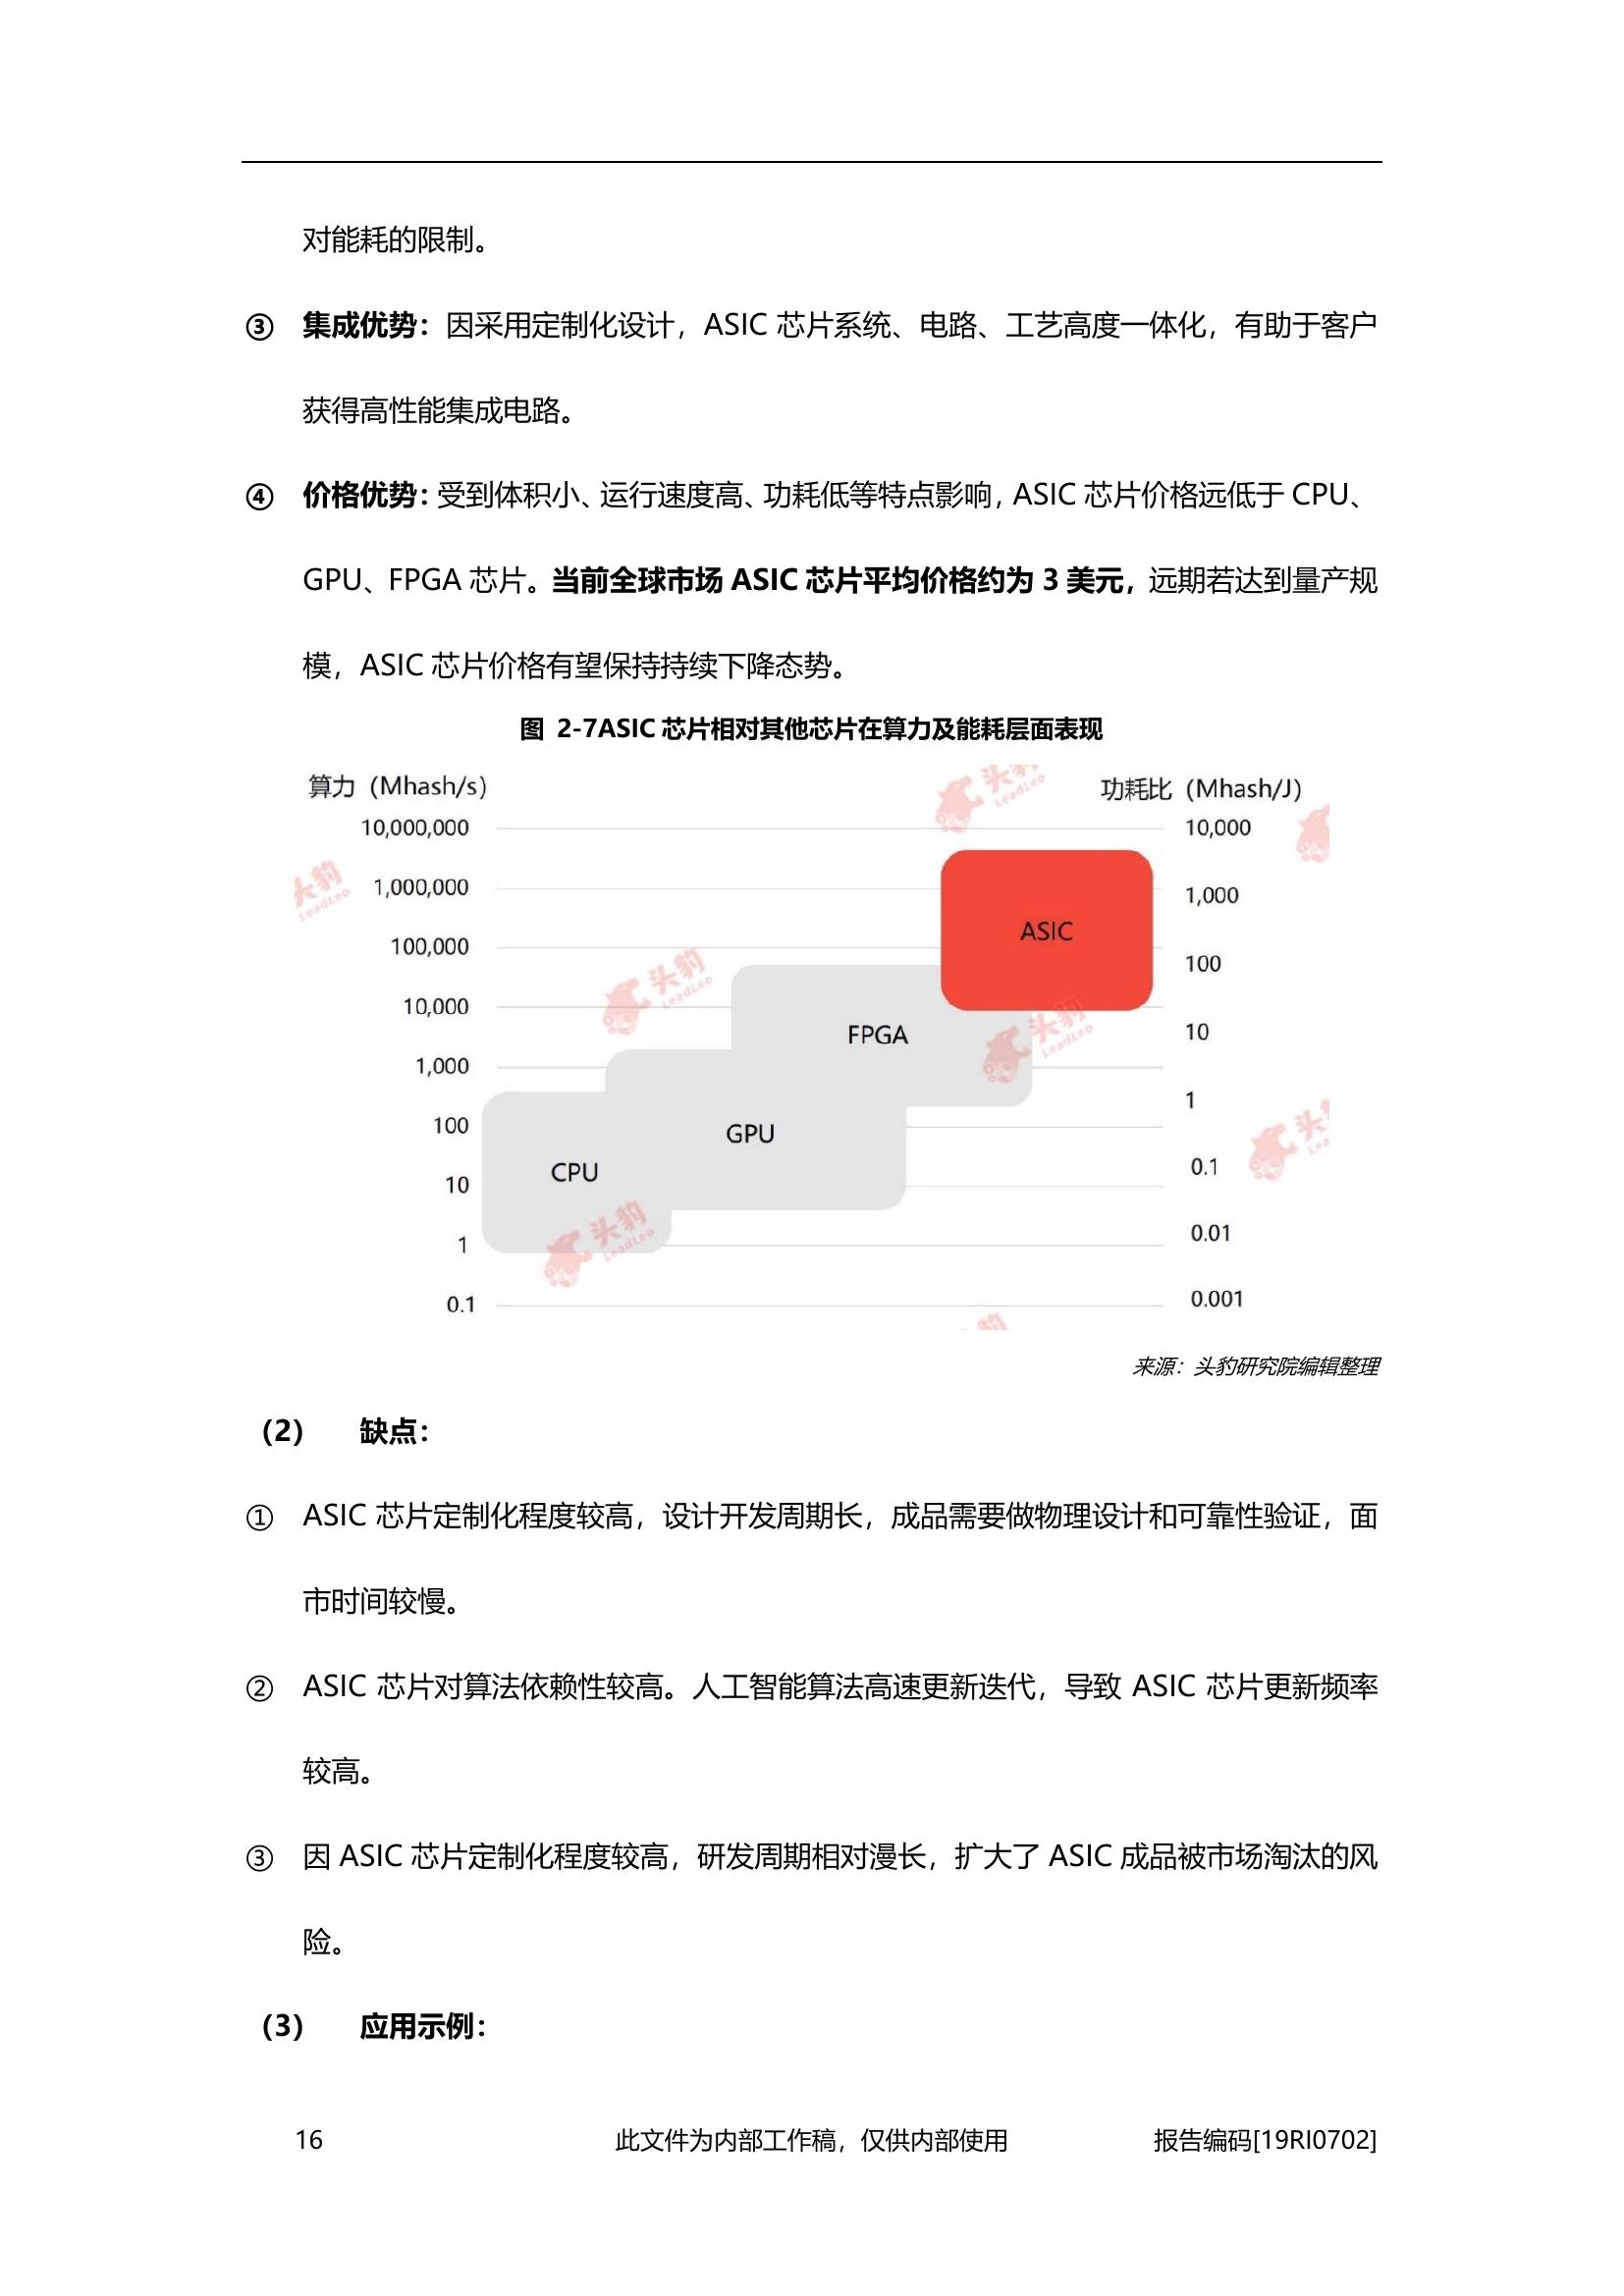 对能耗的限制。
③ 集成优势：因采用定制化设计，ASIC 芯片系统、电路、工艺高度一体化，有助于客户
获得高性能集成电路。
④ 价格优势：受到体积小、运行速度高、功耗低等特点影响，ASIC 芯片价格远低于 CPU、
GPU、FPGA 芯片。当前全球市场 ASIC 芯片平均价格约为 3 美元，远期若达到量产规
模，ASIC 芯片价格有望保持持续下降态势。
图 2-7ASIC 芯片相对其他芯片在算力及能耗层面表现
算力（Mhash/s）
功耗比（Mhash/J）
10,000,000
1,000,000
100,000
10,000
1,000
100
10
1
0.1
10,000
1,000
100
10
1
0.1
0.01
0.001
ASIC
FPGA
GPU
CPU
头豹
LeadLeo
头豹
LeadLeo
头豹
LeadLeo
头豹
LeadLeo
头豹
LeadLeo
来源：头豹研究院编辑整理
（2） 缺点：
① ASIC 芯片定制化程度较高，设计开发周期长，成品需要做物理设计和可靠性验证，面
市时间较慢。
② ASIC 芯片对算法依赖性较高。人工智能算法高速更新迭代，导致 ASIC 芯片更新频率
较高。
③ 因 ASIC 芯片定制化程度较高，研发周期相对漫长，扩大了 ASIC 成品被市场淘汰的风
险。
（3） 应用示例：
16 此文件为内部工作稿，仅供内部使用 报告编码[19RI0702]